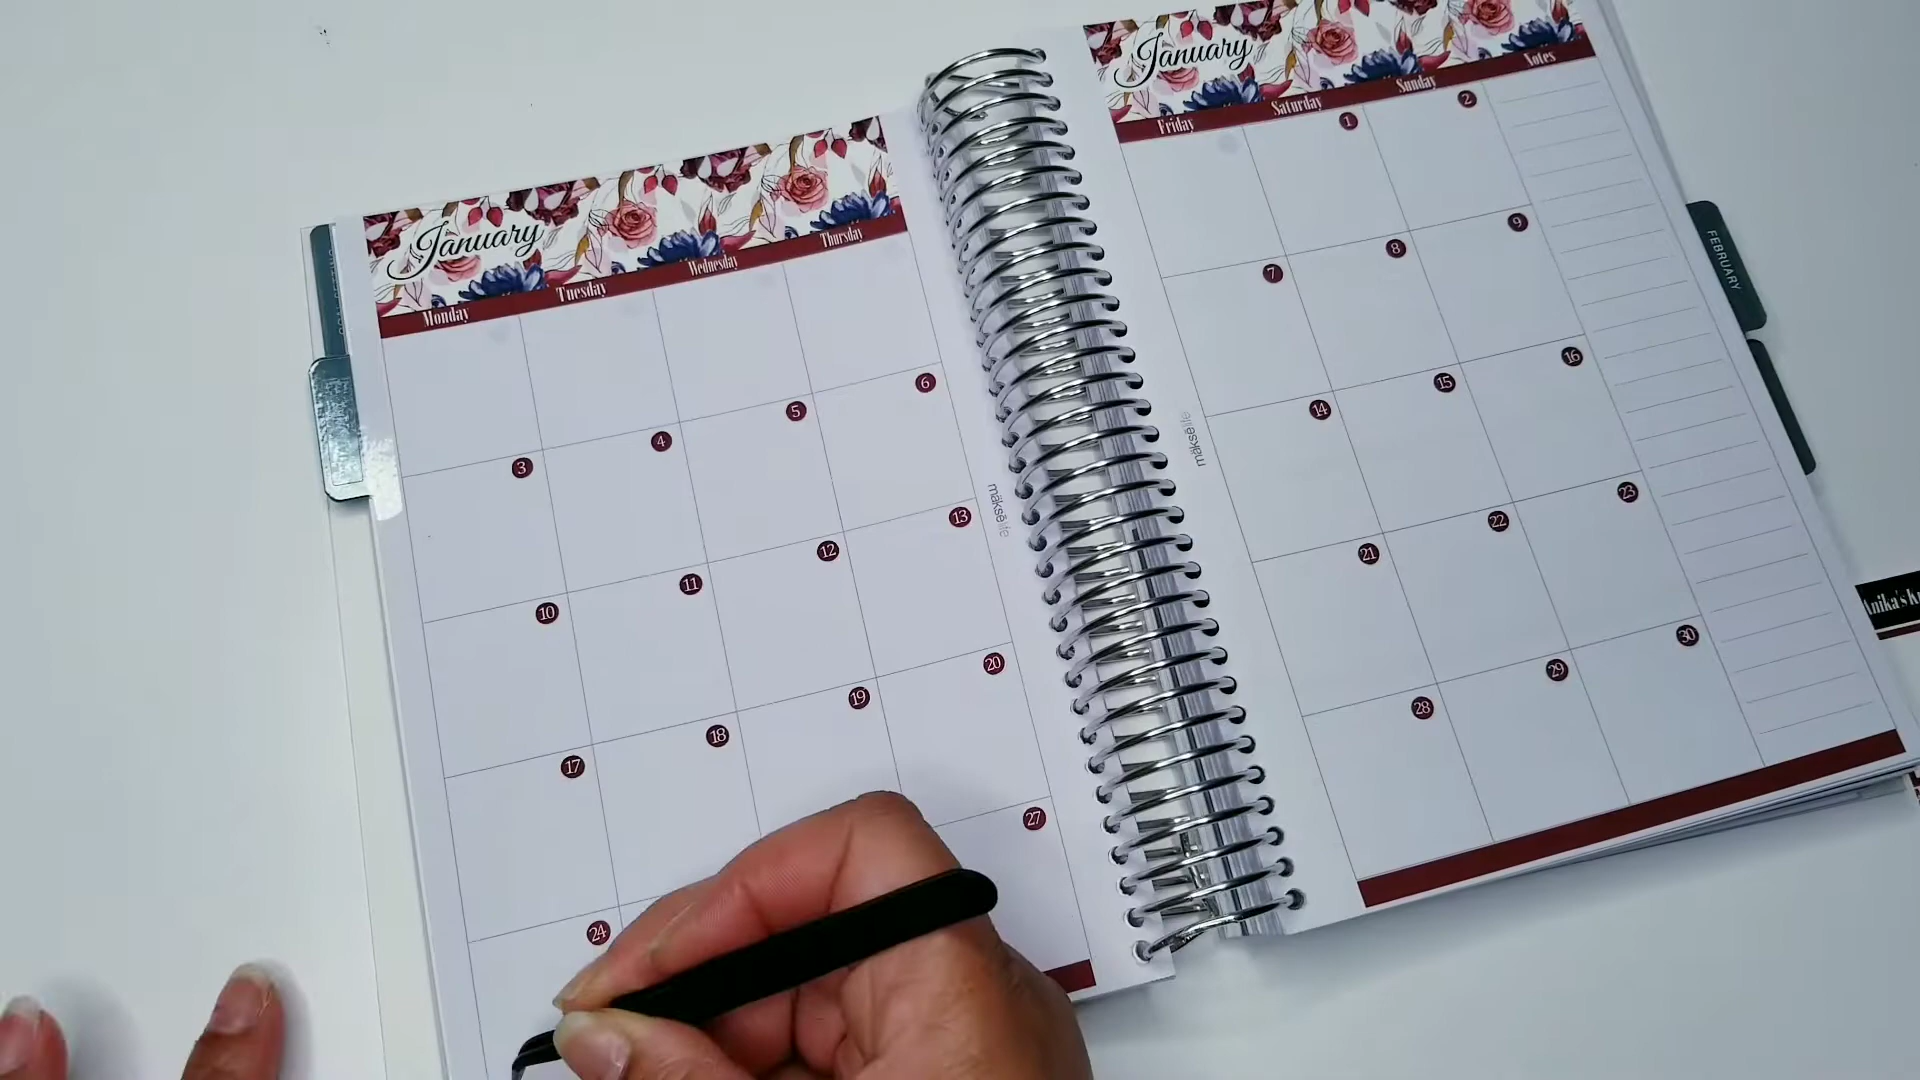 January
Monday Tuesday Wednesday Thursday
3 4 5 6
10 11 12 13
17 18 19 20
24 27
mäksēlife
January
Friday Saturday Sunday Notes
1 2
7 8 9
14 15 16
21 22 23
28 29 30
mäksēlife
FEBRUARY